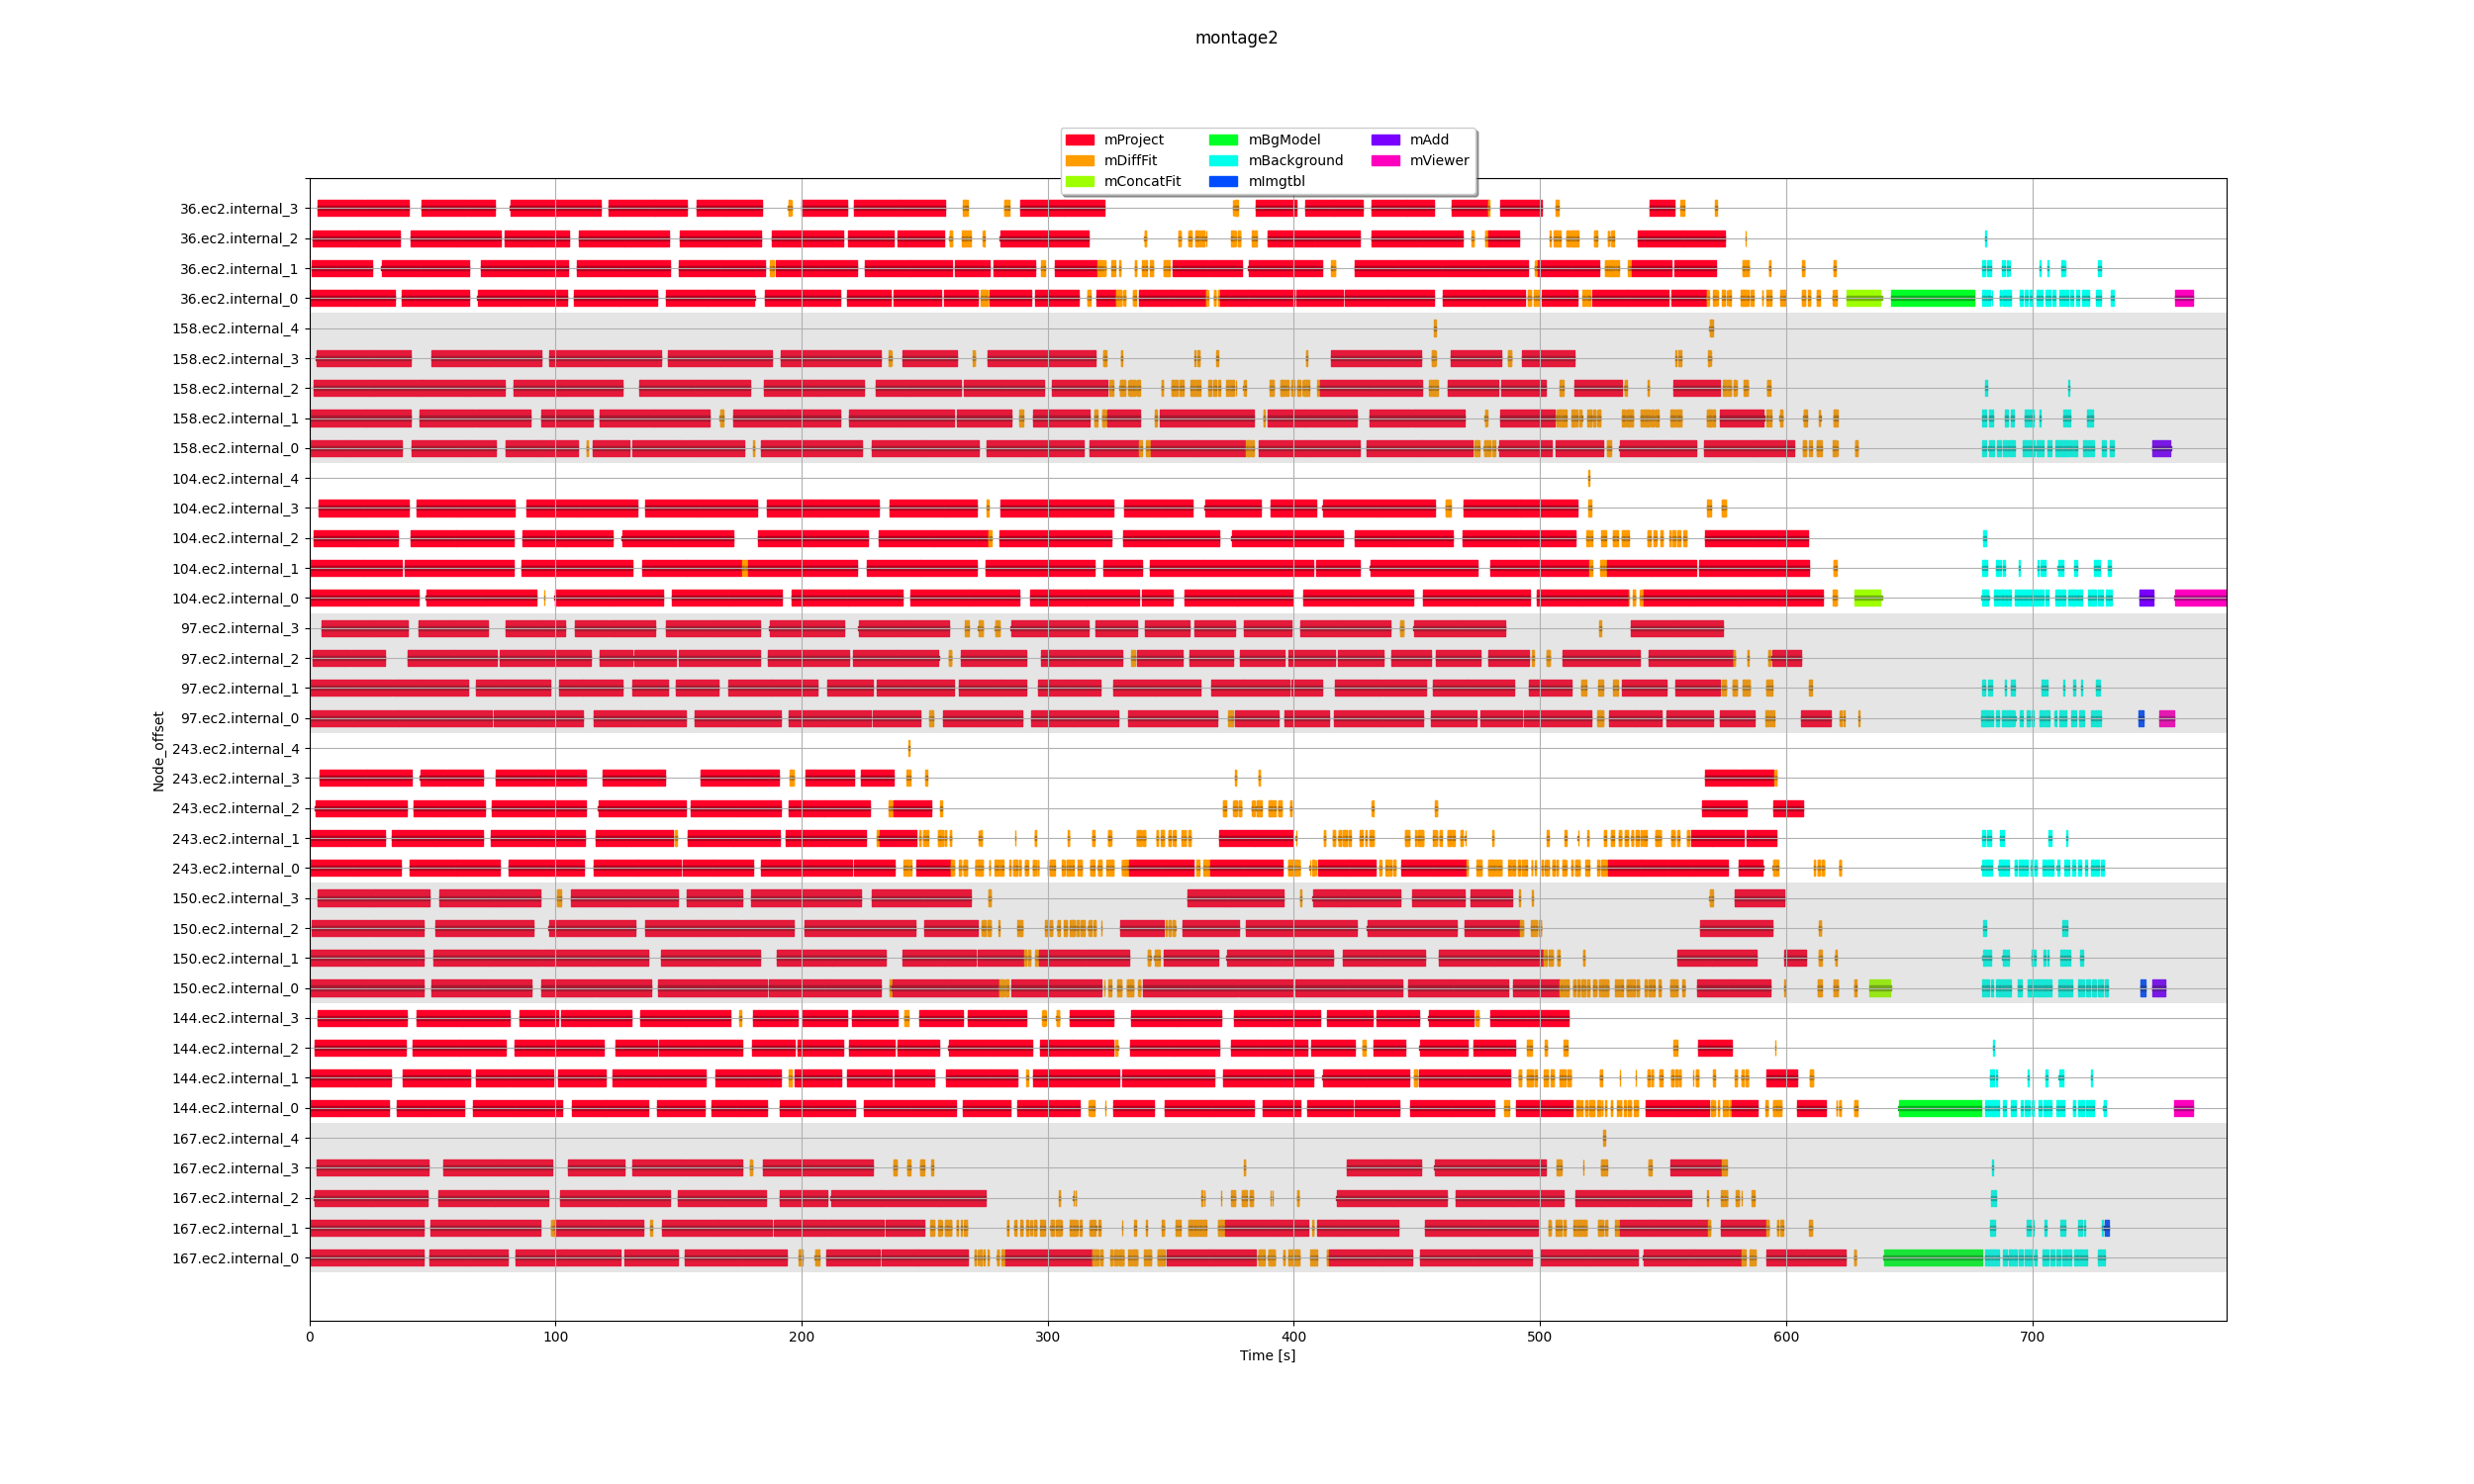 montage2
mProject
mDiffFit
mConcatFit
mBgModel
mBackground
mImgtbl
mAdd
mViewer
36.ec2.internal_3
36.ec2.internal_2
36.ec2.internal_1
36.ec2.internal_0
158.ec2.internal_4
158.ec2.internal_3
158.ec2.internal_2
158.ec2.internal_1
158.ec2.internal_0
104.ec2.internal_4
104.ec2.internal_3
104.ec2.internal_2
104.ec2.internal_1
104.ec2.internal_0
97.ec2.internal_3
97.ec2.internal_2
97.ec2.internal_1
97.ec2.internal_0
243.ec2.internal_4
243.ec2.internal_3
243.ec2.internal_2
243.ec2.internal_1
243.ec2.internal_0
150.ec2.internal_3
150.ec2.internal_2
150.ec2.internal_1
150.ec2.internal_0
144.ec2.internal_3
144.ec2.internal_2
144.ec2.internal_1
144.ec2.internal_0
167.ec2.internal_4
167.ec2.internal_3
167.ec2.internal_2
167.ec2.internal_1
167.ec2.internal_0
Node_offset
0 100 200 300 400 500 600 700
Time [s]